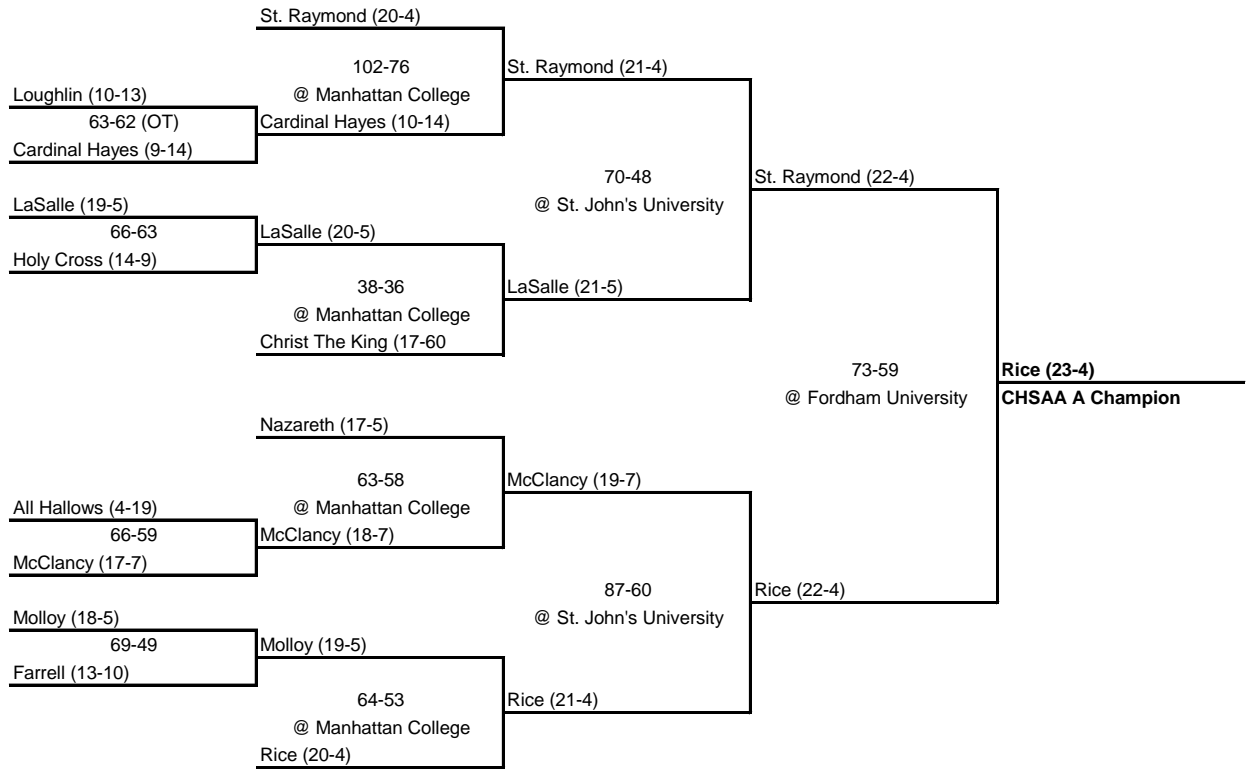 St. Raymond (20-4)
102-76
@ Manhattan College
St. Raymond (21-4)
Loughlin (10-13)
63-62 (OT)
Cardinal Hayes (10-14)
Cardinal Hayes (9-14)
70-48
@ St. John's University
St. Raymond (22-4)
LaSalle (19-5)
66-63
LaSalle (20-5)
Holy Cross (14-9)
38-36
@ Manhattan College
LaSalle (21-5)
Christ The King (17-60
73-59
@ Fordham University
Rice (23-4)
CHSAA A Champion
Nazareth (17-5)
63-58
@ Manhattan College
McClancy (19-7)
All Hallows (4-19)
66-59
McClancy (18-7)
McClancy (17-7)
87-60
@ St. John's University
Rice (22-4)
Molloy (18-5)
69-49
Molloy (19-5)
Farrell (13-10)
64-53
@ Manhattan College
Rice (21-4)
Rice (20-4)